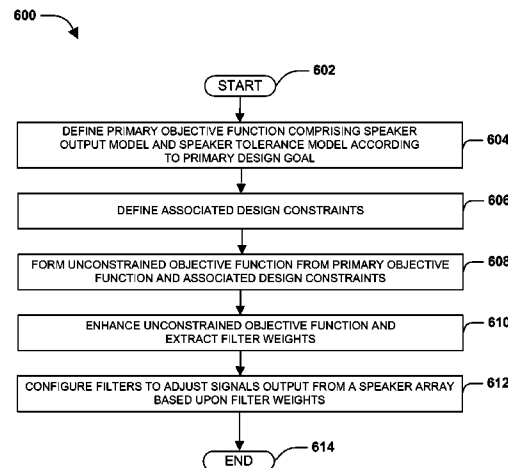 600
602
START
DEFINE PRIMARY OBJECTIVE FUNCTION COMPRISING SPEAKER
OUTPUT MODEL AND SPEAKER TOLERANCE MODEL ACCORDING
TO PRIMARY DESIGN GOAL
604
DEFINE ASSOCIATED DESIGN CONSTRAINTS
606
FORM UNCONSTRAINED OBJECTIVE FUNCTION FROM PRIMARY OBJECTIVE
FUNCTION AND ASSOCIATED DESIGN CONSTRAINTS
608
ENHANCE UNCONSTRAINED OBJECTIVE FUNCTION AND
EXTRACT FILTER WEIGHTS
610
CONFIGURE FILTERS TO ADJUST SIGNALS OUTPUT FROM A SPEAKER ARRAY
BASED UPON FILTER WEIGHTS
612
END
614